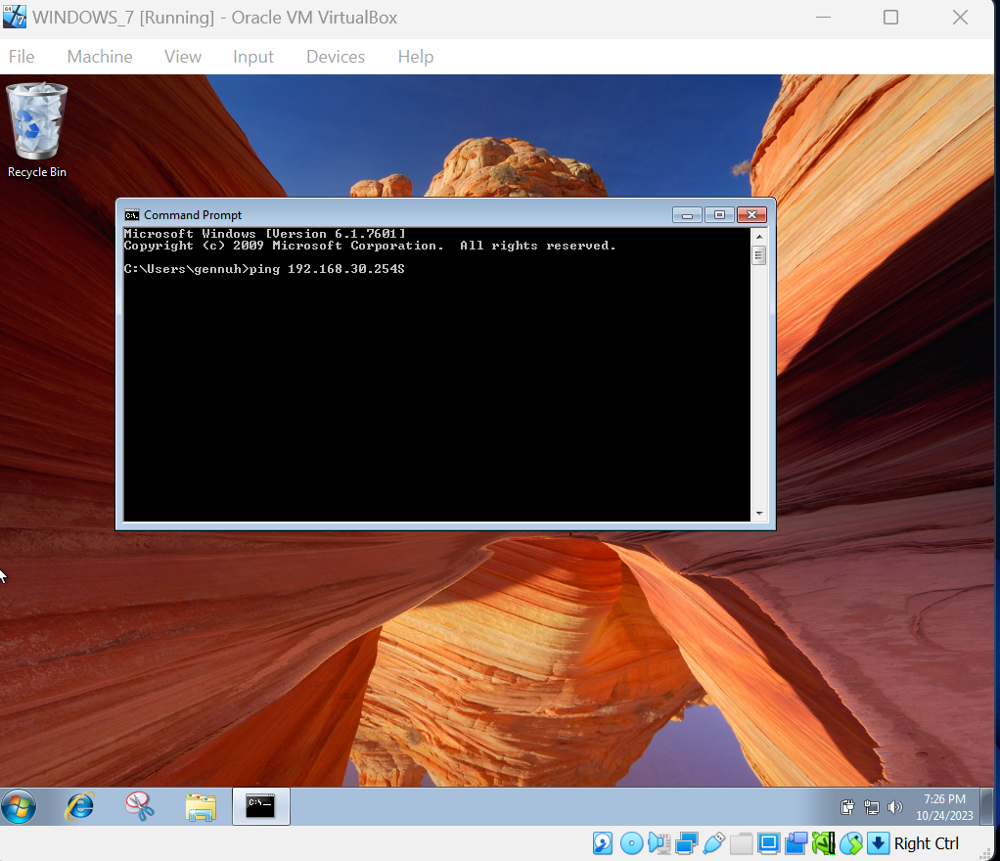 WINDOWS_7 [Running] - Oracle VM VirtualBox
File Machine View Input Devices Help
Recycle Bin
Command Prompt
Microsoft Windows [Version 6.1.7601]
Copyright (c) 2009 Microsoft Corporation.  All rights reserved.
C:\Users\gennuh>ping 192.168.30.254S
7:26 PM
10/24/2023
Right Ctrl